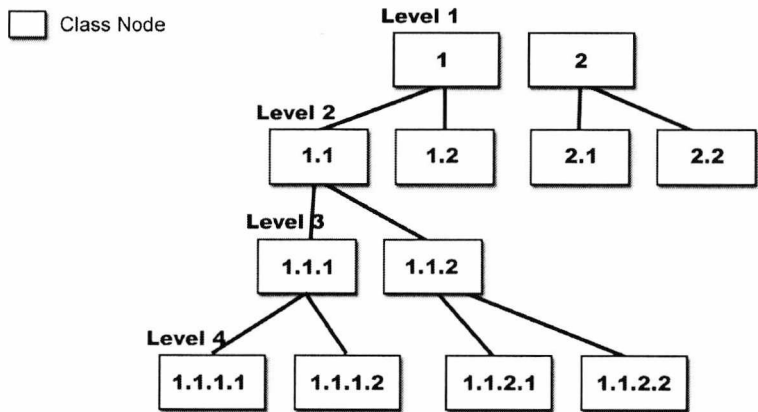 Level 1
Class Node
1 2
Level 2
1.1 1.2 2.1 2.2
Level 3
1.1.1 1.1.2
Level 4
1.1.1.1 1.1.1.2 1.1.2.1 1.1.2.2